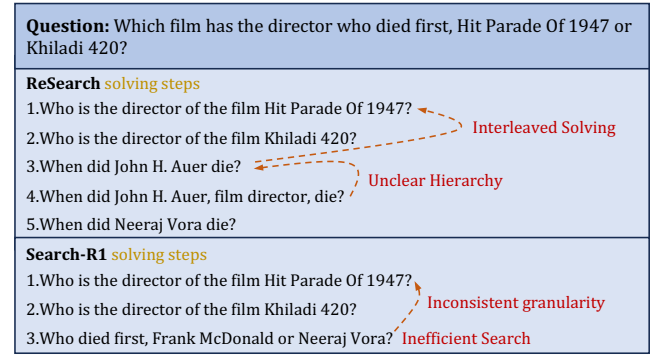 Question: Which film has the director who died first, Hit Parade Of 1947 or
Khiladi 420?
ReSearch solving steps
1.Who is the director of the film Hit Parade Of 1947?
2.Who is the director of the film Khiladi 420?
Interleaved Solving
3.When did John H. Auer die?
Unclear Hierarchy
4.When did John H. Auer, film director, die?
5.When did Neeraj Vora die?
Search-R1 solving steps
1.Who is the director of the film Hit Parade Of 1947?
2.Who is the director of the film Khiladi 420?
Inconsistent granularity
3.Who died first, Frank McDonald or Neeraj Vora? Inefficient Search